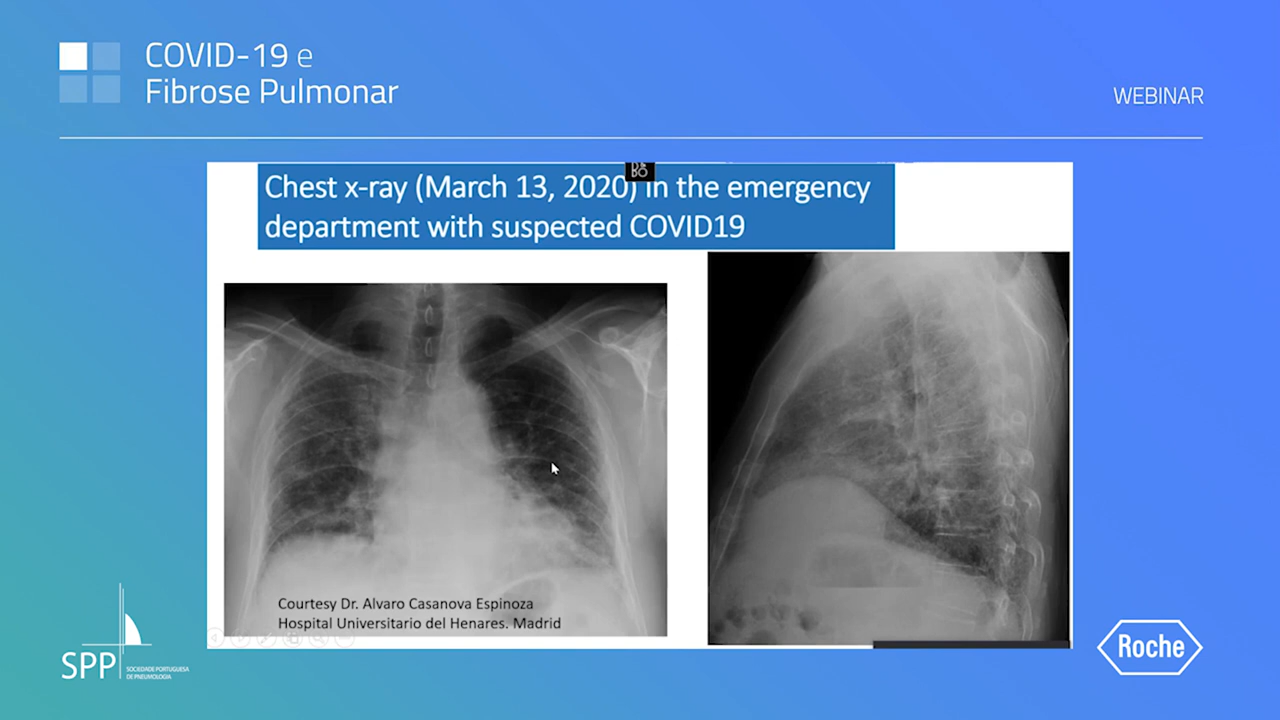 COVID-19 e
Fibrose Pulmonar
WEBINAR
Chest x-ray (March 13, 2020) in the emergency
department with suspected COVID19
Courtesy Dr. Alvaro Casanova Espinoza
Hospital Universitario del Henares. Madrid
SPP
SOCIEDADE PORTUGUESA
DE PNEUMOLOGIA
Roche